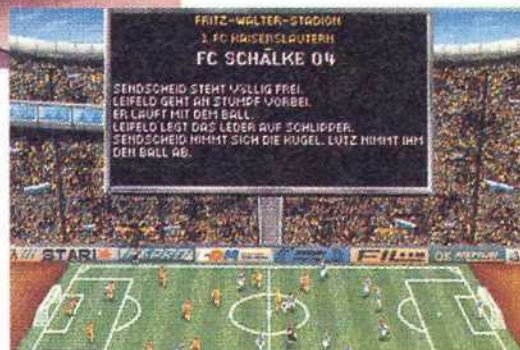 FRITZ-WALTER-STADION
1. FC KAISERSLAUTERN
FC SCHALKE 04
SENDSCHEID STEHT VÖLLIG FREI.
LEIFELD GEHT AN STUMPF VORBEI.
ER LÄUFT MIT DEM BALL.
LEIFELD LEGT DAS LEDER AUF SCHLIPPER.
SENDSCHEID NIMMT SICH DIE KUGEL. LUTZ NIMMT IHM
DEN BALL AB.
STAR